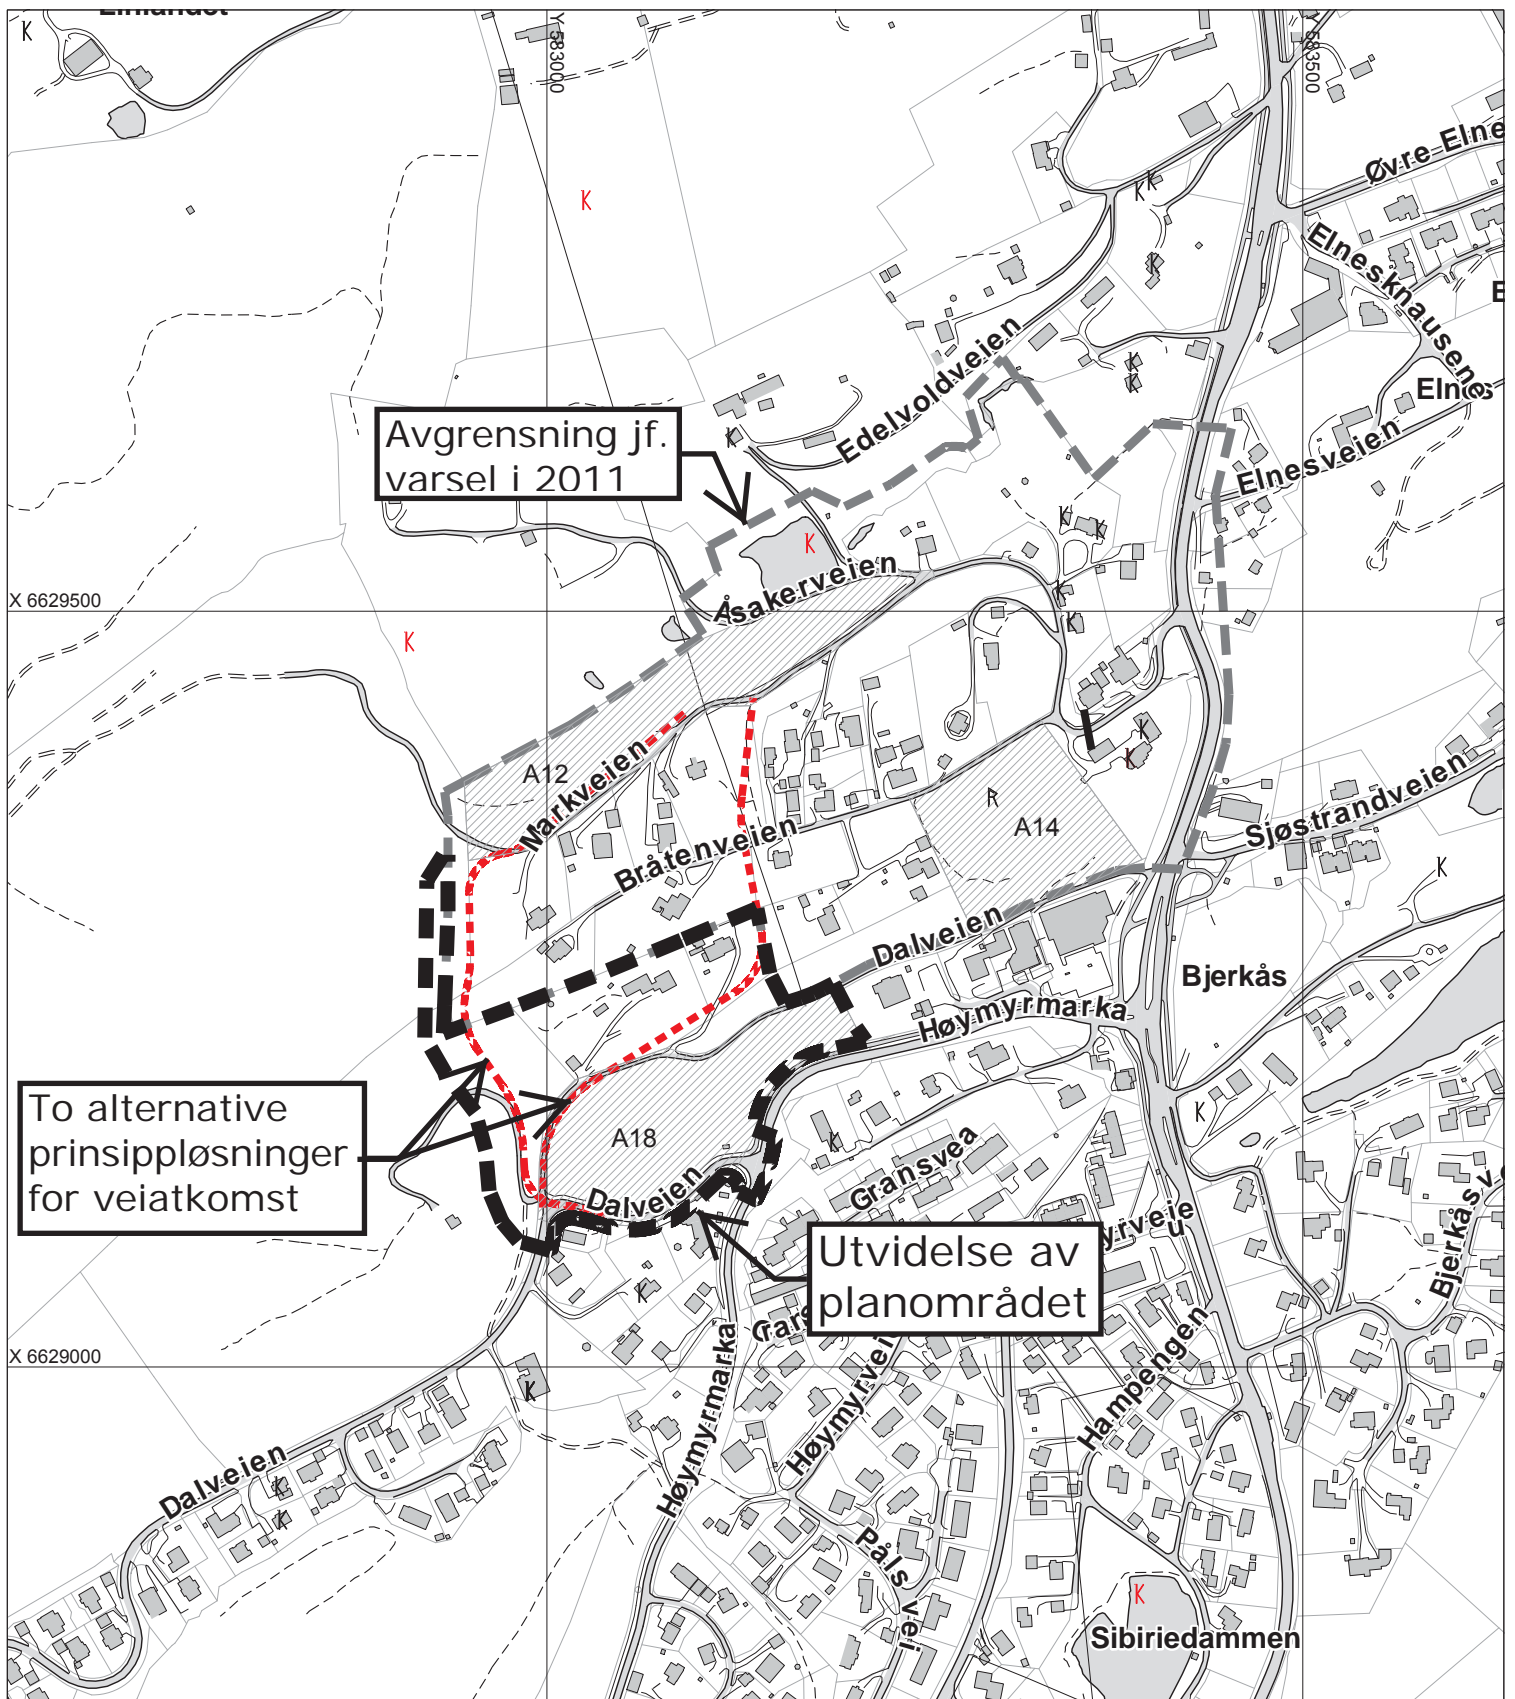 Y 583000
Y 583500
Øvre Elne
Elnesknausene
Elnes
Edelvoldveien
Avgrensning jf.
varsel i 2011
Elnesveien
Åsakerveien
X 6629500
A12
Markveien
Bråtenveien
A14
Sjøstrandveien
Dalveien
Bjerkås
Høymyrmarka
To alternative
prinsippløsninger
for veiatkomst
A18
Dalveien
Gransvea
Utvidelse av
planområdet
Høymyrmarka
X 6629000
Hampengen
Dalveien
Påls vei
Sibiriedammen